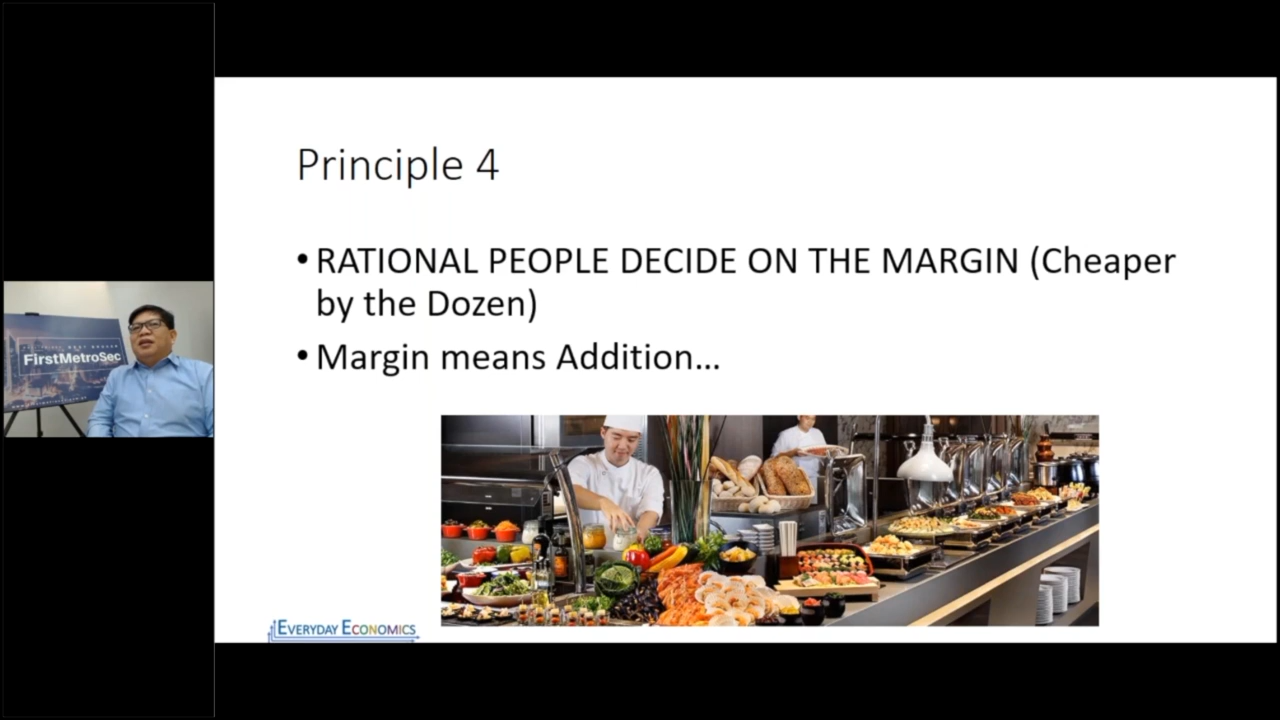 Principle 4
• RATIONAL PEOPLE DECIDE ON THE MARGIN (Cheaper
by the Dozen)
• Margin means Addition...
FirstMetroSec
EVERYDAY ECONOMICS